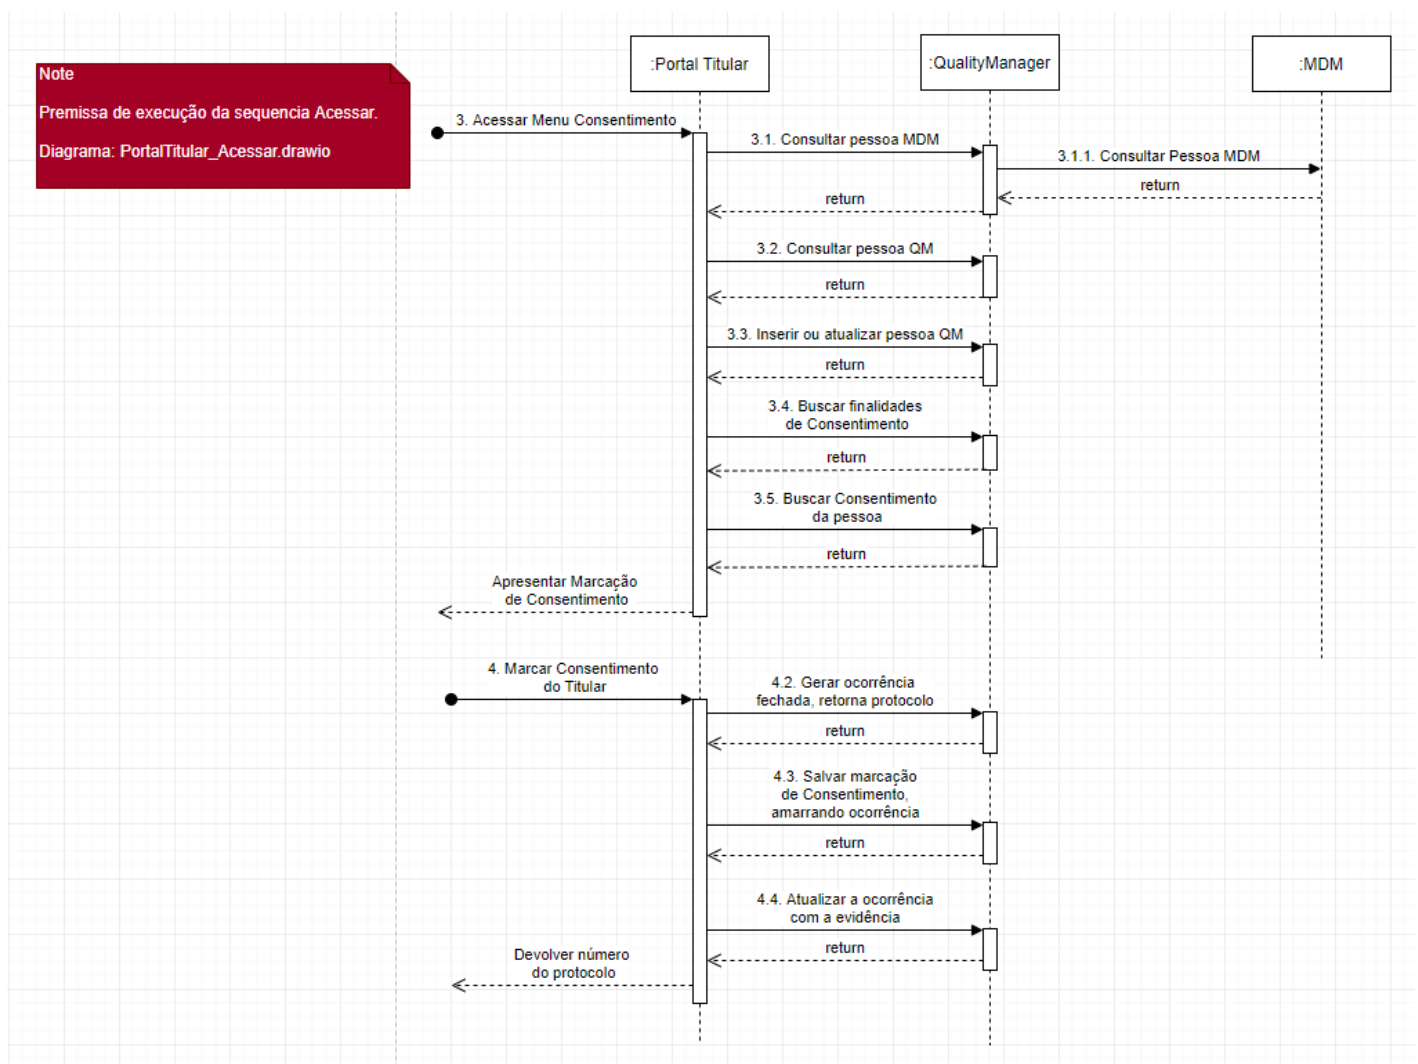 :Portal Titular
:QualityManager
:MDM
Note
Premissa de execução da sequencia Acessar.
Diagrama: PortalTitular_Acessar.drawio
3. Acessar Menu Consentimento
3.1. Consultar pessoa MDM
3.1.1. Consultar Pessoa MDM
return
return
3.2. Consultar pessoa QM
return
3.3. Inserir ou atualizar pessoa QM
return
3.4. Buscar finalidades
de Consentimento
return
3.5. Buscar Consentimento
da pessoa
return
Apresentar Marcação
de Consentimento
4. Marcar Consentimento
do Titular
4.2. Gerar ocorrência
fechada, retorna protocolo
return
4.3. Salvar marcação
de Consentimento,
amarrando ocorrência
return
4.4. Atualizar a ocorrência
com a evidência
return
Devolver número
do protocolo